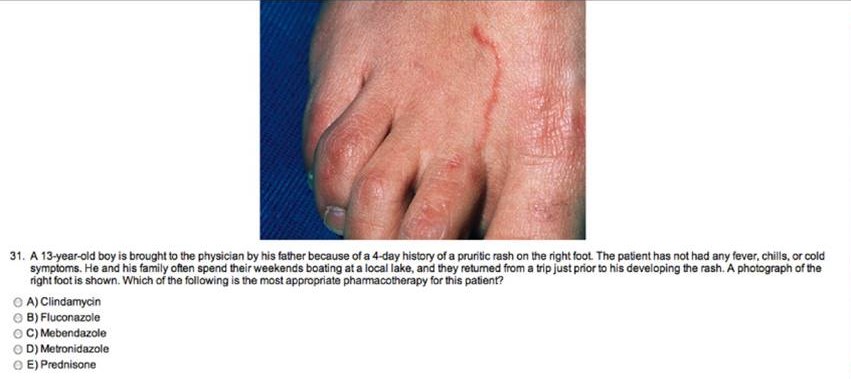 31. A 13-year-old boy is brought to the physician by his father because of a 4-day history of a pruritic rash on the right foot. The patient has not had any fever, chills, or cold
symptoms. He and his family often spend their weekends boating at a local lake, and they returned from a trip just prior to his developing the rash. A photograph of the
right foot is shown. Which of the following is the most appropriate pharmacotherapy for this patient?
A) Clindamycin
B) Fluconazole
C) Mebendazole
D) Metronidazole
E) Prednisone